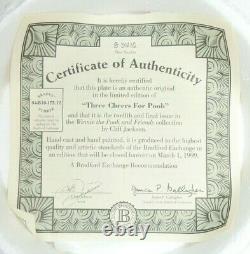 Certificate of Authenticity
It is hereby certified
that this plate is an authentic original
in the limited edition of
"Three Cheers For Pooh"
and that it is the twelfth and final issue in
the Winnie the Pooh and Friends collection
by Cliff Jackson.
Hand cast and hand painted, it is produced to the highest
quality and artistic standards of the Bradford Exchange in
an edition that will be closed forever on March 1, 1999.
A Bradford Exchange Recommendation
B